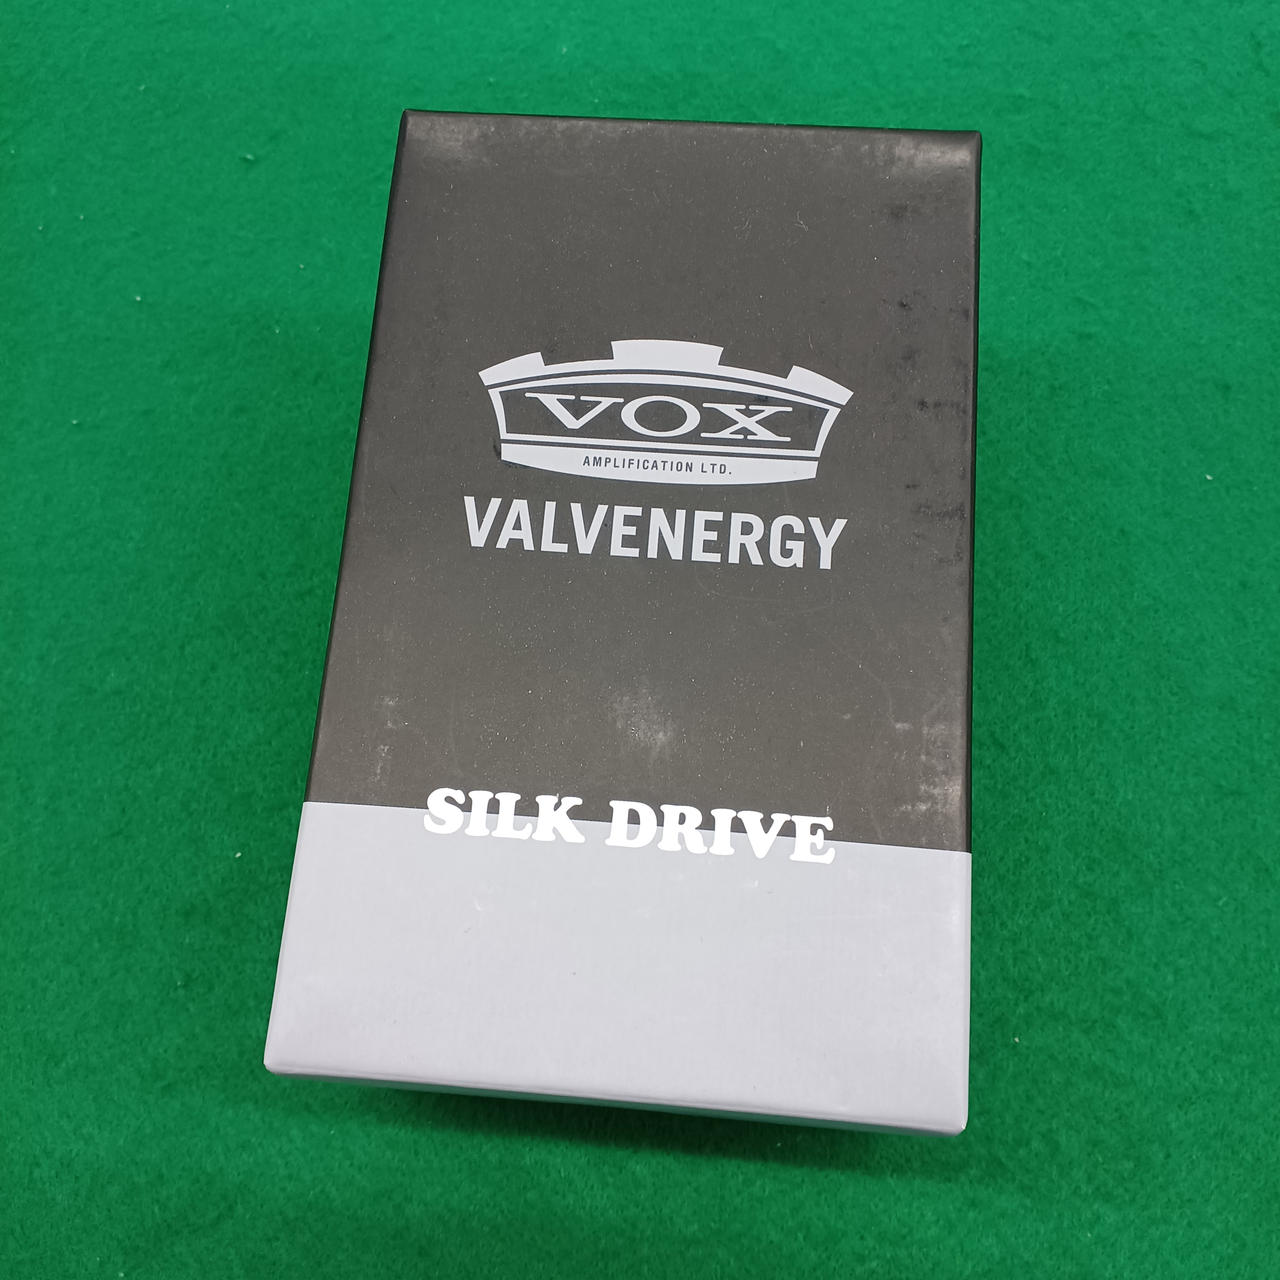 VOX
AMPLIFICATION LTD.
VALVENERGY
SILK DRIVE